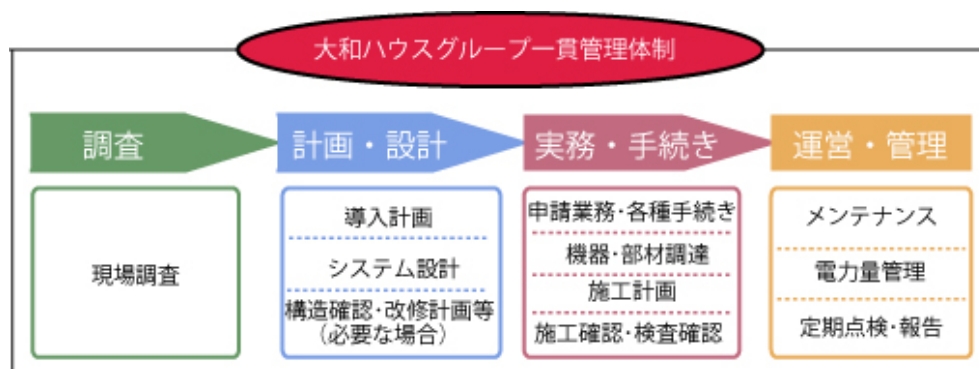 大和ハウスグループ一貫管理体制
調査
現場調査
計画・設計
導入計画
システム設計
構造確認・改修計画等
（必要な場合）
実務・手続き
申請業務・各種手続き
機器・部材調達
施工計画
施工確認・検査確認
運営・管理
メンテナンス
電力量管理
定期点検・報告